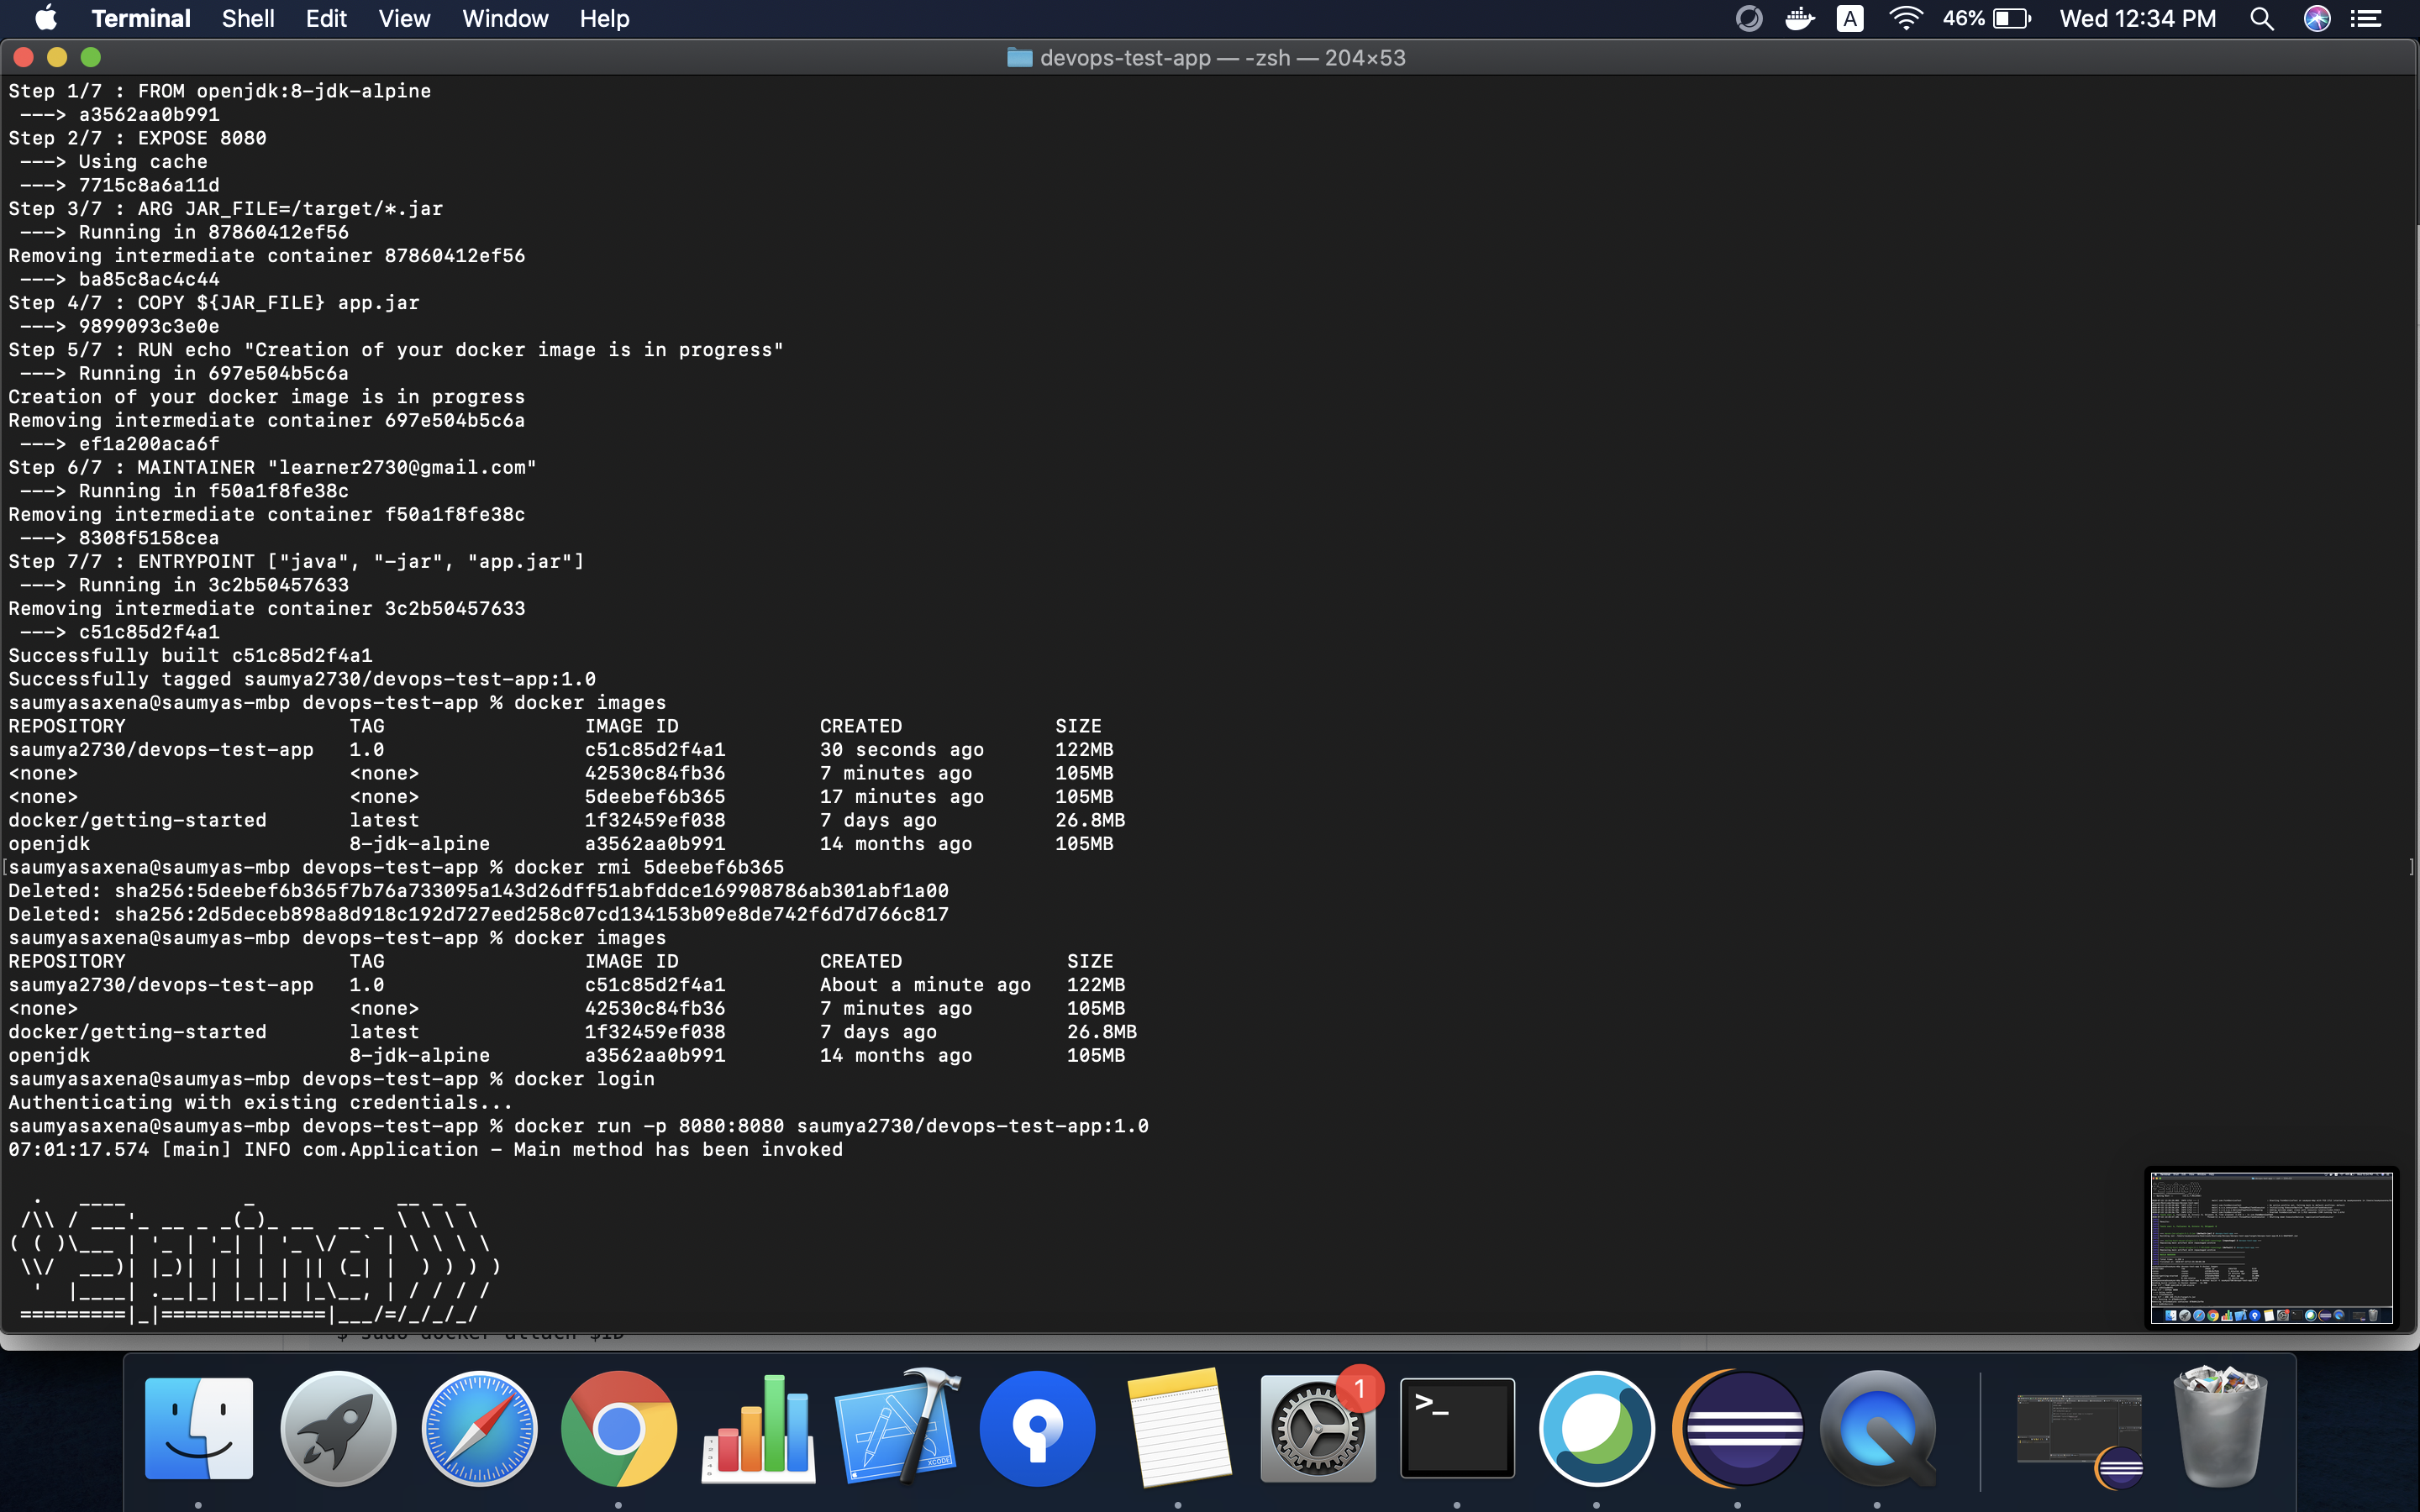 Terminal Shell Edit View Window Help A 46% Wed 12:34 PM
devops-test-app — -zsh — 204×53
Step 1/7 : FROM openjdk:8-jdk-alpine
 ---> a3562aa0b991
Step 2/7 : EXPOSE 8080
 ---> Using cache
 ---> 7715c8a6a11d
Step 3/7 : ARG JAR_FILE=/target/*.jar
 ---> Running in 87860412ef56
Removing intermediate container 87860412ef56
 ---> ba85c8ac4c44
Step 4/7 : COPY ${JAR_FILE} app.jar
 ---> 9899093c3e0e
Step 5/7 : RUN echo "Creation of your docker image is in progress"
 ---> Running in 697e504b5c6a
Creation of your docker image is in progress
Removing intermediate container 697e504b5c6a
 ---> ef1a200aca6f
Step 6/7 : MAINTAINER "learner2730@gmail.com"
 ---> Running in f50a1f8fe38c
Removing intermediate container f50a1f8fe38c
 ---> 8308f5158cea
Step 7/7 : ENTRYPOINT ["java", "-jar", "app.jar"]
 ---> Running in 3c2b50457633
Removing intermediate container 3c2b50457633
 ---> c51c85d2f4a1
Successfully built c51c85d2f4a1
Successfully tagged saumya2730/devops-test-app:1.0
saumyasaxena@saumyas-mbp devops-test-app % docker images
REPOSITORY TAG IMAGE ID CREATED SIZE
saumya2730/devops-test-app 1.0 c51c85d2f4a1 30 seconds ago 122MB
<none> <none> 42530c84fb36 7 minutes ago 105MB
<none> <none> 5deebef6b365 17 minutes ago 105MB
docker/getting-started latest 1f32459ef038 7 days ago 26.8MB
openjdk 8-jdk-alpine a3562aa0b991 14 months ago 105MB
[saumyasaxena@saumyas-mbp devops-test-app % docker rmi 5deebef6b365 ]
Deleted: sha256:5deebef6b365f7b76a733095a143d26dff51abfddce169908786ab301abf1a00
Deleted: sha256:2d5deceb898a8d918c192d727eed258c07cd134153b09e8de742f6d7d766c817
saumyasaxena@saumyas-mbp devops-test-app % docker images
REPOSITORY TAG IMAGE ID CREATED SIZE
saumya2730/devops-test-app 1.0 c51c85d2f4a1 About a minute ago 122MB
<none> <none> 42530c84fb36 7 minutes ago 105MB
docker/getting-started latest 1f32459ef038 7 days ago 26.8MB
openjdk 8-jdk-alpine a3562aa0b991 14 months ago 105MB
saumyasaxena@saumyas-mbp devops-test-app % docker login
Authenticating with existing credentials...
saumyasaxena@saumyas-mbp devops-test-app % docker run -p 8080:8080 saumya2730/devops-test-app:1.0
07:01:17.574 [main] INFO com.Application - Main method has been invoked
Spring
$ sudo docker attach $ID
1
>_
XCODE